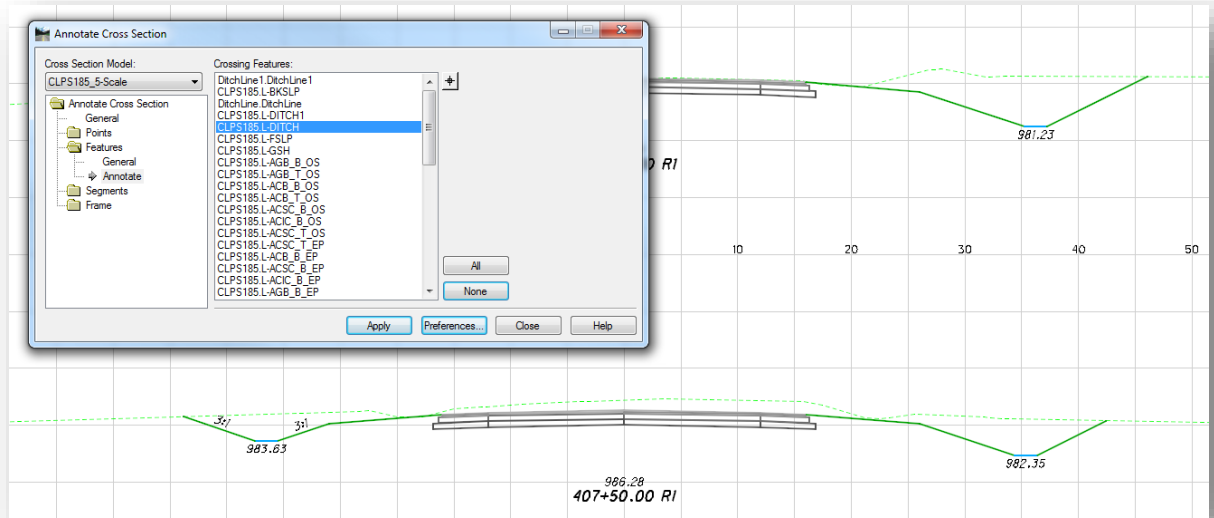 Annotate Cross Section
Cross Section Model:
CLPS185_5-Scale
Annotate Cross Section
General
Points
Features
General
Annotate
Segments
Frame
Crossing Features:
DitchLine1.DitchLine1
CLPS185.L-BKSLP
DitchLine.DitchLine
CLPS185.L-DITCH1
CLPS185.L-DITCH
CLPS185.L-FSLP
CLPS185.L-GSH
CLPS185.L-AGB_B_OS
CLPS185.L-AGB_T_OS
CLPS185.L-ACB_B_OS
CLPS185.L-ACB_T_OS
CLPS185.L-ACSC_B_OS
CLPS185.L-ACIC_B_OS
CLPS185.L-ACSC_T_OS
CLPS185.L-ACSC_T_EP
CLPS185.L-ACB_B_EP
CLPS185.L-ACSC_B_EP
CLPS185.L-ACIC_B_EP
CLPS185.L-AGB_B_EP
All
None
Apply
Preferences...
Close
Help
981.23
0 R1
10 20 30 40 50
3:1 3:1
983.63
982.35
986.28
407+50.00 R1